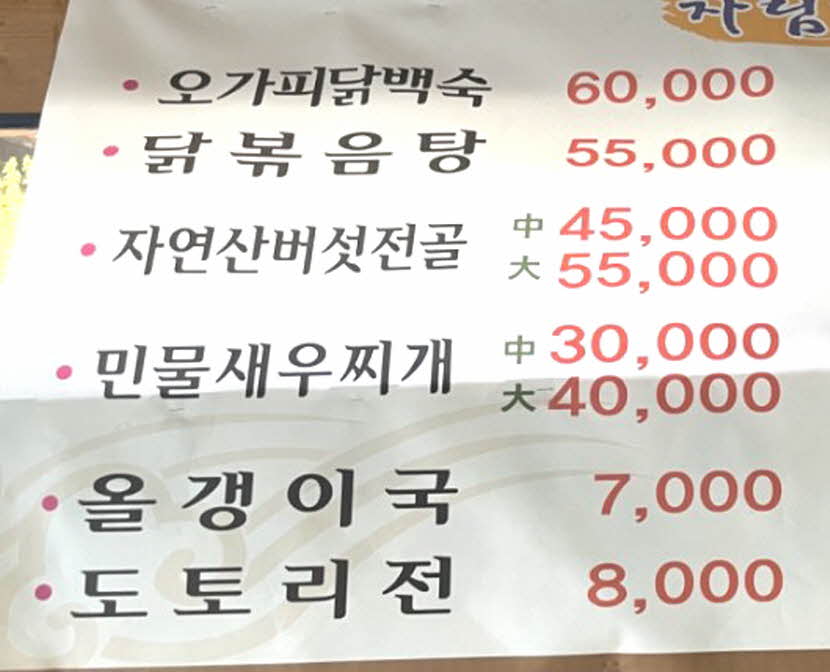 차림
• 오가피닭백숙 60,000
• 닭볶음탕 55,000
• 자연산버섯전골 中 45,000
大 55,000
• 민물새우찌개 中 30,000
大 40,000
• 올갱이국 7,000
• 도토리전 8,000